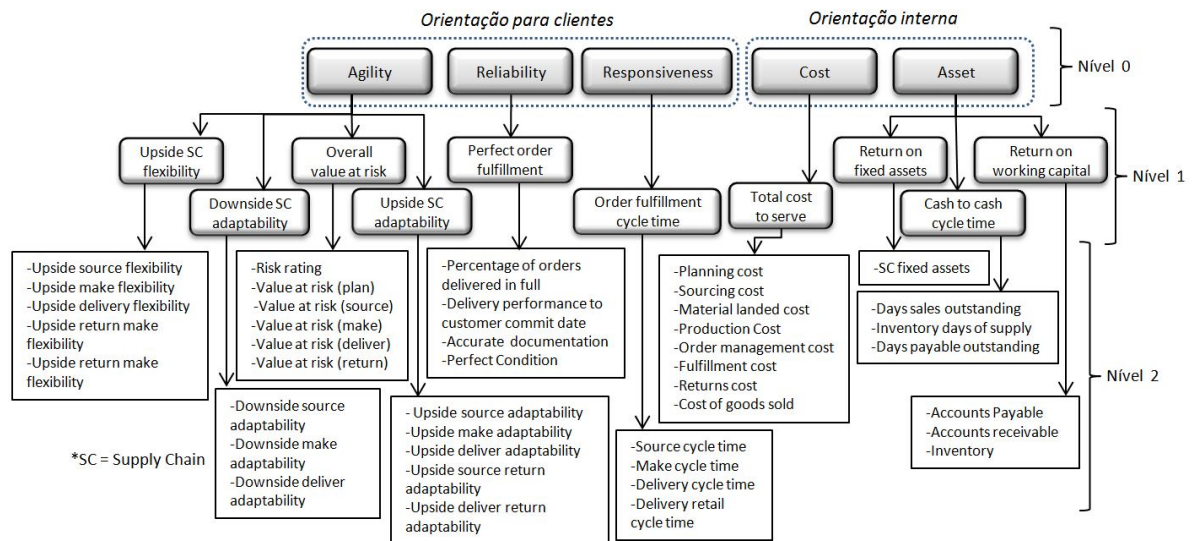 Orientação para clientes
Orientação interna
Agility
Reliability
Responsiveness
Cost
Asset
Nível 0
Upside SC
flexibility
Overall
value at risk
Perfect order
fulfillment
Return on
fixed assets
Return on
working capital
Nível 1
Downside SC
adaptability
Upside SC
adaptability
Order fulfillment
cycle time
Total cost
to serve
Cash to cash
cycle time
-Upside source flexibility
-Upside make flexibility
-Upside delivery flexibility
-Upside return make
flexibility
-Upside return make
flexibility
-Risk rating
-Value at risk (plan)
-Value at risk (source)
-Value at risk (make)
-Value at risk (deliver)
-Value at risk (return)
-Percentage of orders
delivered in full
-Delivery performance to
customer commit date
-Accurate documentation
-Perfect Condition
-Planning cost
-Sourcing cost
-Material landed cost
-Production Cost
-Order management cost
-Fulfillment cost
-Returns cost
-Cost of goods sold
-SC fixed assets
-Days sales outstanding
-Inventory days of supply
-Days payable outstanding
Nível 2
-Downside source
adaptability
-Downside make
adaptability
-Downside deliver
adaptability
-Upside source adaptability
-Upside make adaptability
-Upside deliver adaptability
-Upside source return
adaptability
-Upside deliver return
adaptability
-Source cycle time
-Make cycle time
-Delivery cycle time
-Delivery retail
cycle time
-Accounts Payable
-Accounts receivable
-Inventory
*SC = Supply Chain